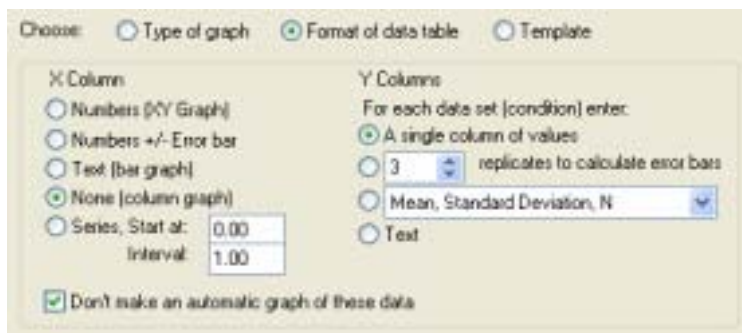 Choose: Type of graph Format of data table Template
X Column
Numbers (XY Graph)
Numbers +/- Error bar
Text (bar graph)
None (column graph)
Series, Start at: 0.00
Interval: 1.00
Y Columns
For each data set (condition) enter:
A single column of values
3 replicates to calculate error bars
Mean, Standard Deviation, N
Text
Don't make an automatic graph of these data